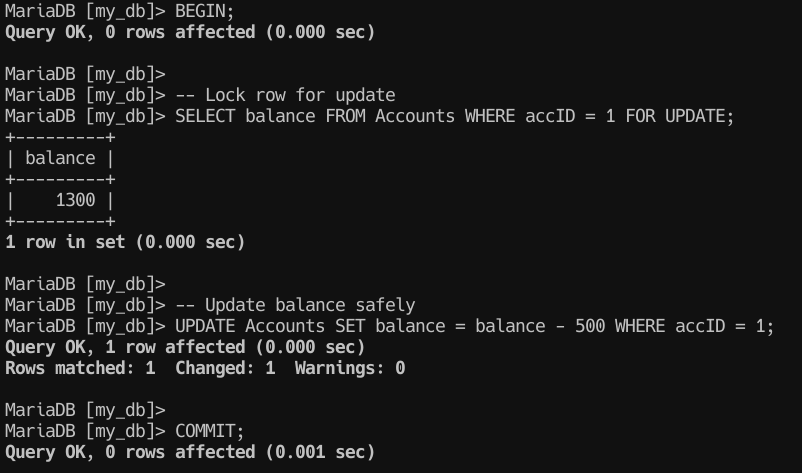 MariaDB [my_db]> BEGIN;
Query OK, 0 rows affected (0.000 sec)

MariaDB [my_db]>
MariaDB [my_db]> -- Lock row for update
MariaDB [my_db]> SELECT balance FROM Accounts WHERE accID = 1 FOR UPDATE;
+---------+
| balance |
+---------+
|    1300 |
+---------+
1 row in set (0.000 sec)

MariaDB [my_db]>
MariaDB [my_db]> -- Update balance safely
MariaDB [my_db]> UPDATE Accounts SET balance = balance - 500 WHERE accID = 1;
Query OK, 1 row affected (0.000 sec)
Rows matched: 1  Changed: 1  Warnings: 0

MariaDB [my_db]>
MariaDB [my_db]> COMMIT;
Query OK, 0 rows affected (0.001 sec)